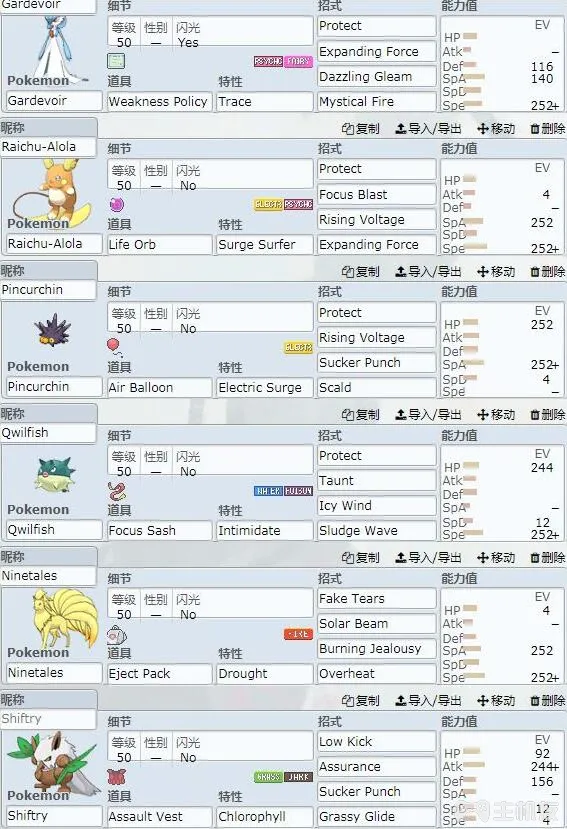 Gardevoir
细节
招式
能力值
等级 性别 闪光
50 — Yes
PSYCHC FAIRY
Pokemon
道具
特性
Gardevoir
Weakness Policy
Trace
Protect
Expanding Force
Dazzling Gleam
Mystical Fire
EV
HP
Atk –
Def 116
SpA 140
SpD
Spe 252+
昵称
复制 导入/导出 移动 删除
Raichu-Alola
细节
招式
能力值
等级 性别 闪光
50 — No
ELECTR PSYCHC
Pokemon
道具
特性
Raichu-Alola
Life Orb
Surge Surfer
Protect
Focus Blast
Rising Voltage
Expanding Force
EV
HP
Atk 4
Def –
SpA 252
SpD
Spe 252+
昵称
复制 导入/导出 移动 删除
Pincurchin
细节
招式
能力值
等级 性别 闪光
50 — No
ELECTR
Pokemon
道具
特性
Pincurchin
Air Balloon
Electric Surge
Protect
Rising Voltage
Sucker Punch
Scald
EV
HP 252
Atk
Def
SpA 252+
SpD 4
Spe –
昵称
复制 导入/导出 移动 删除
Qwilfish
细节
招式
能力值
等级 性别 闪光
50 — No
WATER POISON
Pokemon
道具
特性
Qwilfish
Focus Sash
Intimidate
Protect
Taunt
Icy Wind
Sludge Wave
EV
HP 244
Atk
Def
SpA –
SpD 12
Spe 252+
昵称
复制 导入/导出 移动 删除
Ninetales
细节
招式
能力值
等级 性别 闪光
50 — No
FIRE
Pokemon
道具
特性
Ninetales
Eject Pack
Drought
Fake Tears
Solar Beam
Burning Jealousy
Overheat
EV
HP 4
Atk –
Def
SpA 252
SpD
Spe 252+
昵称
复制 导入/导出 移动 删除
Shiftry
细节
招式
能力值
等级 性别 闪光
50 — No
GRASS DARK
Pokemon
道具
特性
Shiftry
Assault Vest
Chlorophyll
Low Kick
Assurance
Sucker Punch
Grassy Glide
EV
HP 92
Atk 244+
Def 156
SpA
SpD 12
Spe 4